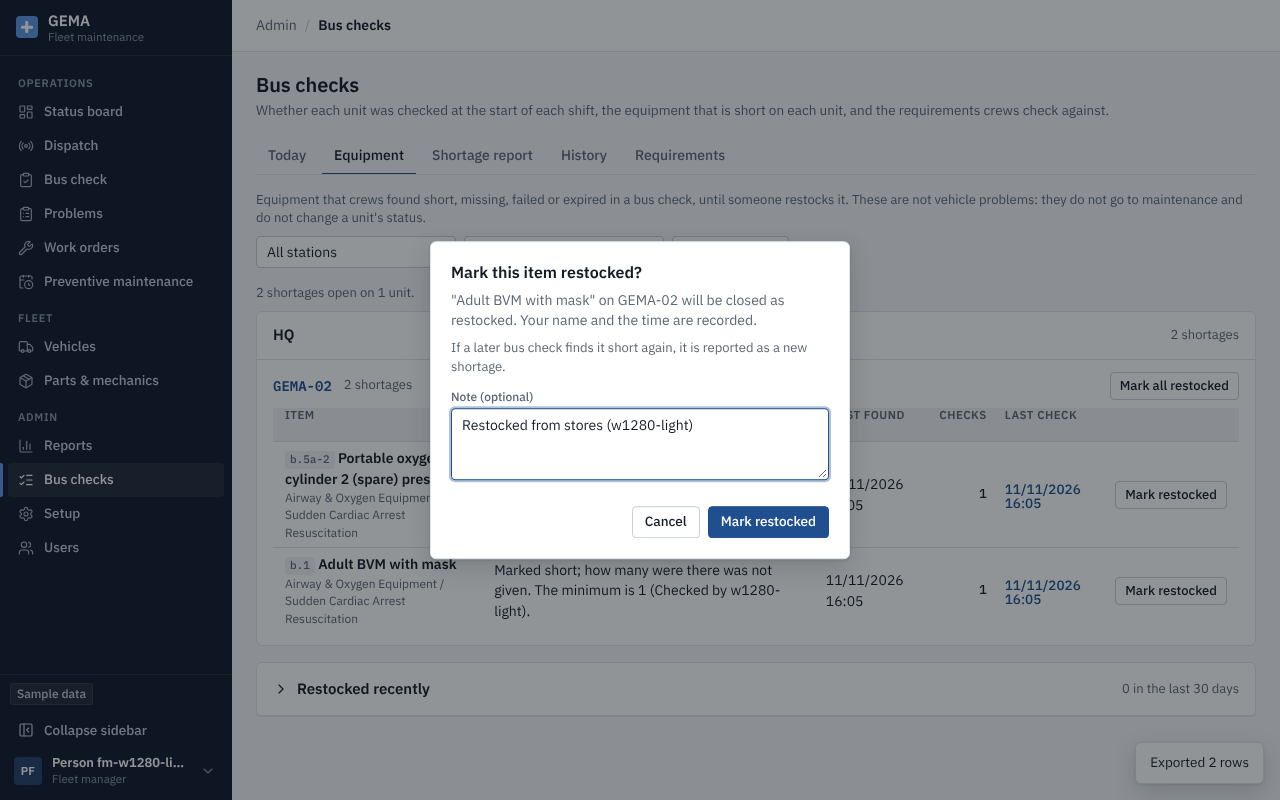 GEMA
Fleet maintenance
OPERATIONS
Status board
Dispatch
Bus check
Problems
Work orders
Preventive maintenance
FLEET
Vehicles
Parts & mechanics
ADMIN
Reports
Bus checks
Setup
Users
Sample data
Collapse sidebar
PF
Person fm-w1280-li...
Fleet manager
Admin / Bus checks
Bus checks
Whether each unit was checked at the start of each shift, the equipment that is short on each unit, and the requirements crews check against.
Today Equipment Shortage report History Requirements
Equipment that crews found short, missing, failed or expired in a bus check, until someone restocks it. These are not vehicle problems: they do not go to maintenance and
do not change a unit's status.
All stations
2 shortages open on 1 unit.
HQ 2 shortages
GEMA-02 2 shortages Mark all restocked
ITEM FOUND CHECKS LAST CHECK
b.5a-2 Portable
cylinder 2 (spare)
Airway & Oxygen
Sudden Cardiac Arrest
Resuscitation
1 11/11/2026
16:05
Mark restocked
b.1 Adult BVM with mask
Airway & Oxygen Equipment /
Sudden Cardiac Arrest
Resuscitation
Marked short; how many were there was not
given. The minimum is 1 (Checked by w1280-
light).
11/11/2026
16:05
1 11/11/2026
16:05
Mark restocked
Restocked recently 0 in the last 30 days
Mark this item restocked?
"Adult BVM with mask" on GEMA-02 will be closed as
restocked. Your name and the time are recorded.
If a later bus check finds it short again, it is reported as a new
shortage.
Note (optional)
Restocked from stores (w1280-light)
Cancel Mark restocked
Exported 2 rows